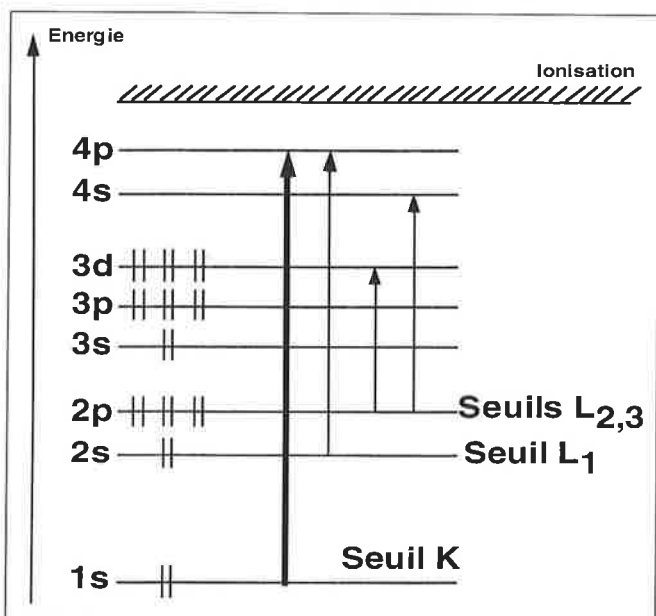 Energie
Ionisation
4p
4s
3d
3p
3s
2p Seuils L2,3
2s Seuil L1
Seuil K
1s